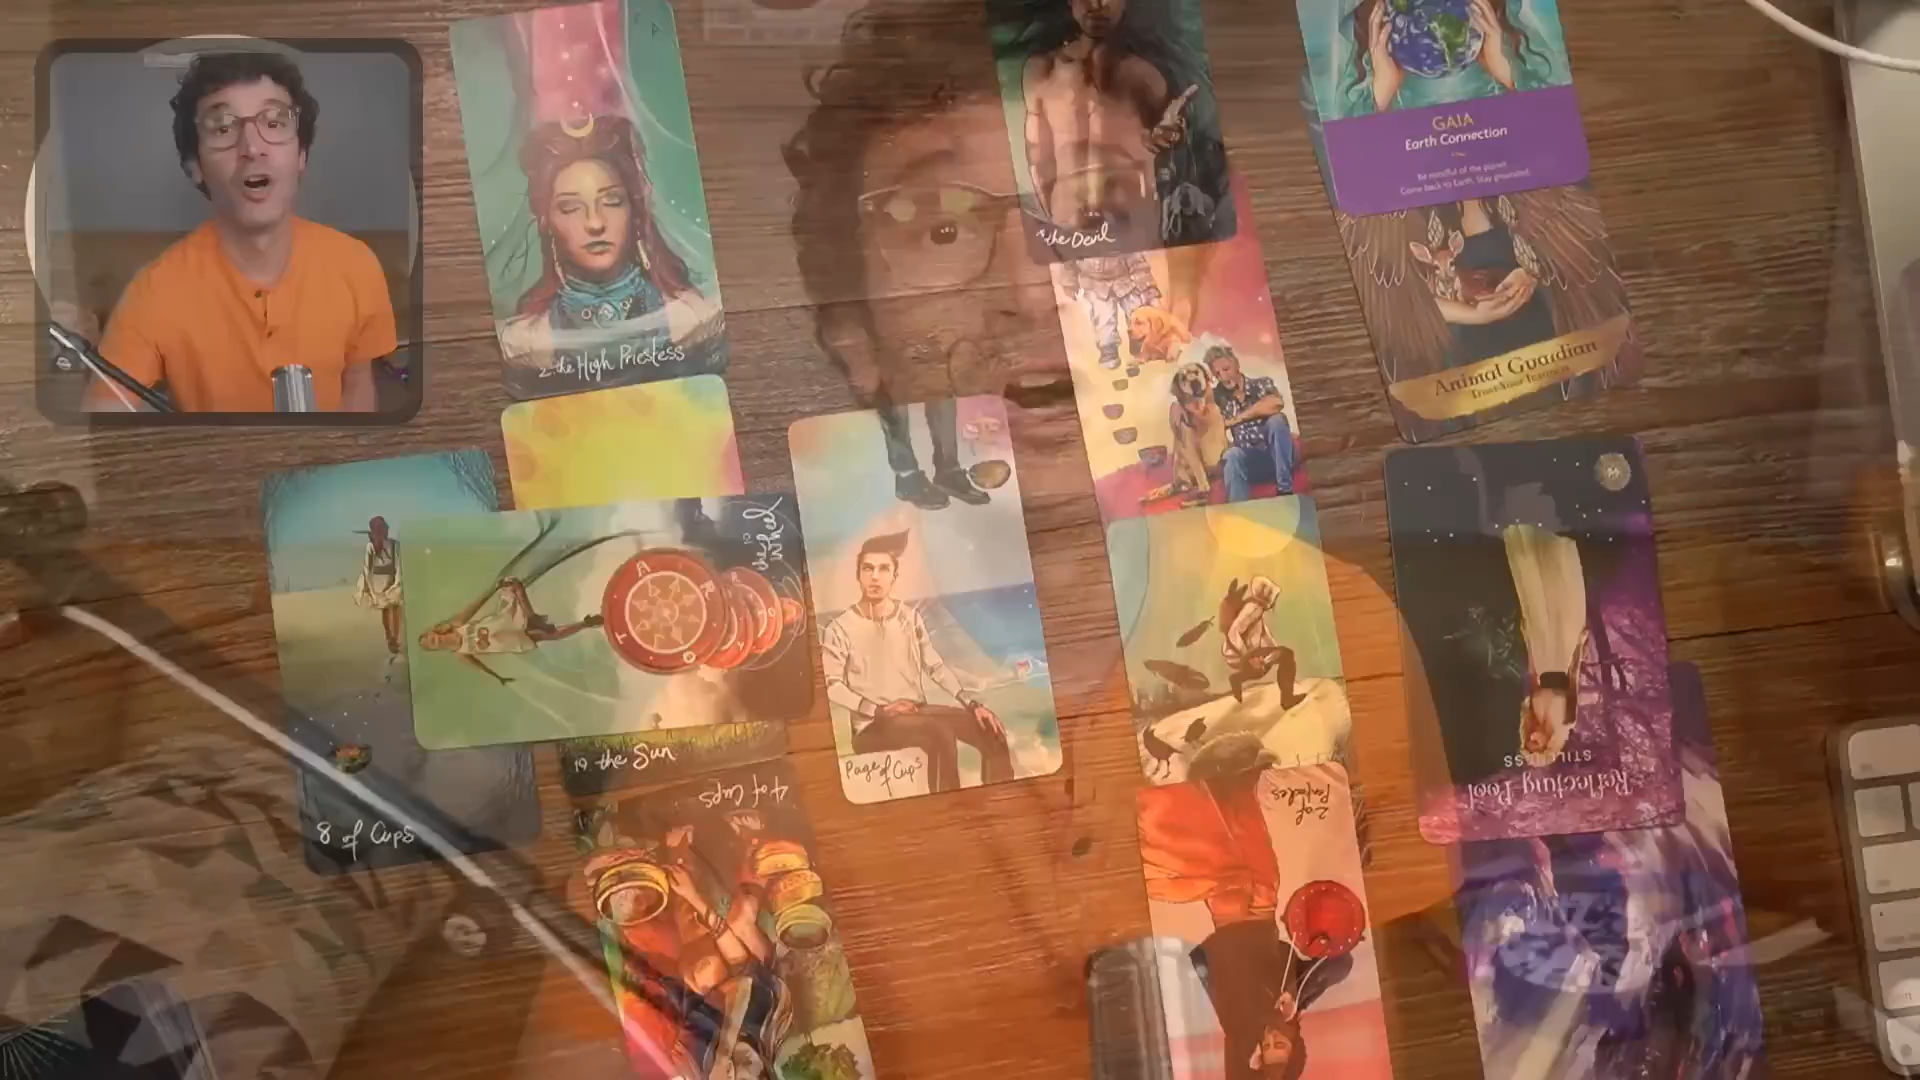 GAIA
Earth Connection
be mindful of the planet.
Come back to Earth. Stay grounded.
the Devil
2. the High Priestess
Animal Guardian
Trust Your Instincts
10
the Wheel
T A R O
19. the Sun
Page of Cups
STILLNESS
Reflecting Pool
4 of Cups
2 of
Pentacles
8 of Cups